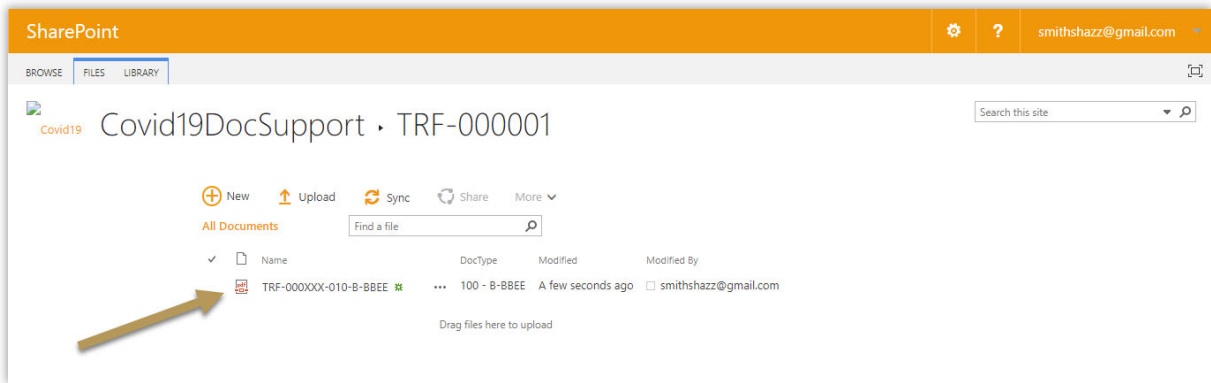 SharePoint ? smithshazz@gmail.com
BROWSE FILES LIBRARY
Covid19 Covid19DocSupport ▸ TRF-000001 Search this site
New Upload Sync Share More
All Documents Find a file
Name DocType Modified Modified By
pdf TRF-000XXX-010-B-BBEE ... 100 - B-BBEE A few seconds ago smithshazz@gmail.com
Drag files here to upload